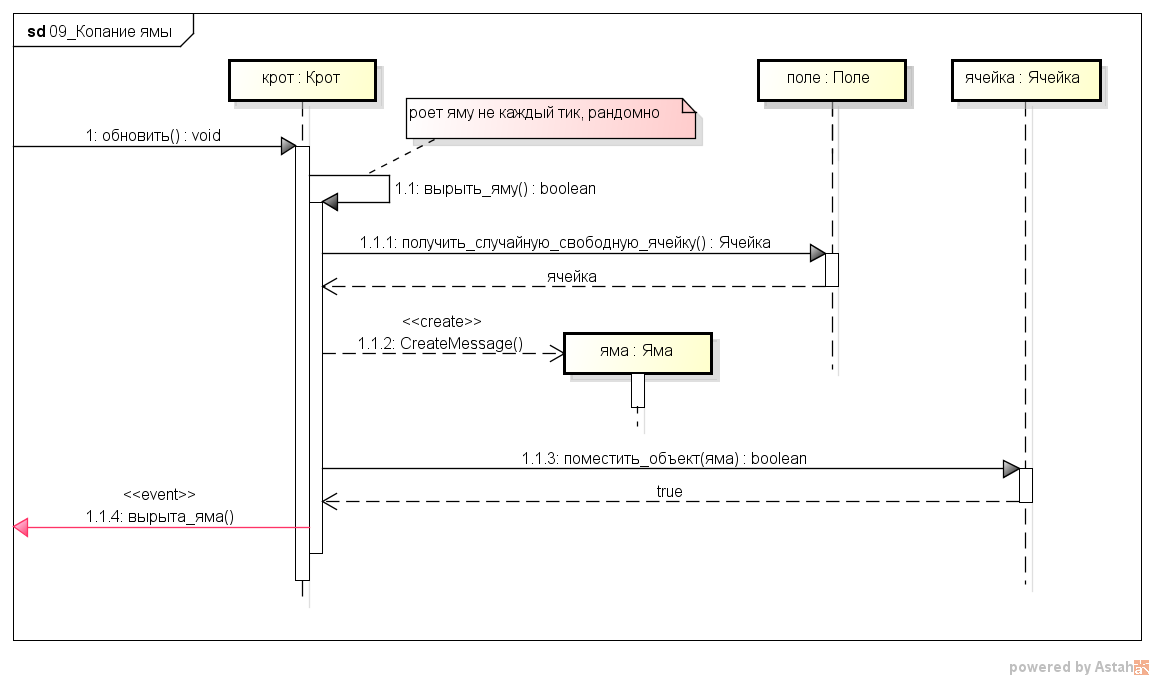 sd 09_Копание ямы
крот : Крот
поле : Поле
ячейка : Ячейка
роет яму не каждый тик, рандомно
1: обновить() : void
1.1: вырыть_яму() : boolean
1.1.1: получить_случайную_свободную_ячейку() : Ячейка
ячейка
<<create>>
1.1.2: CreateMessage()
яма : Яма
1.1.3: поместить_объект(яма) : boolean
true
<<event>>
1.1.4: вырыта_яма()
powered by Astah